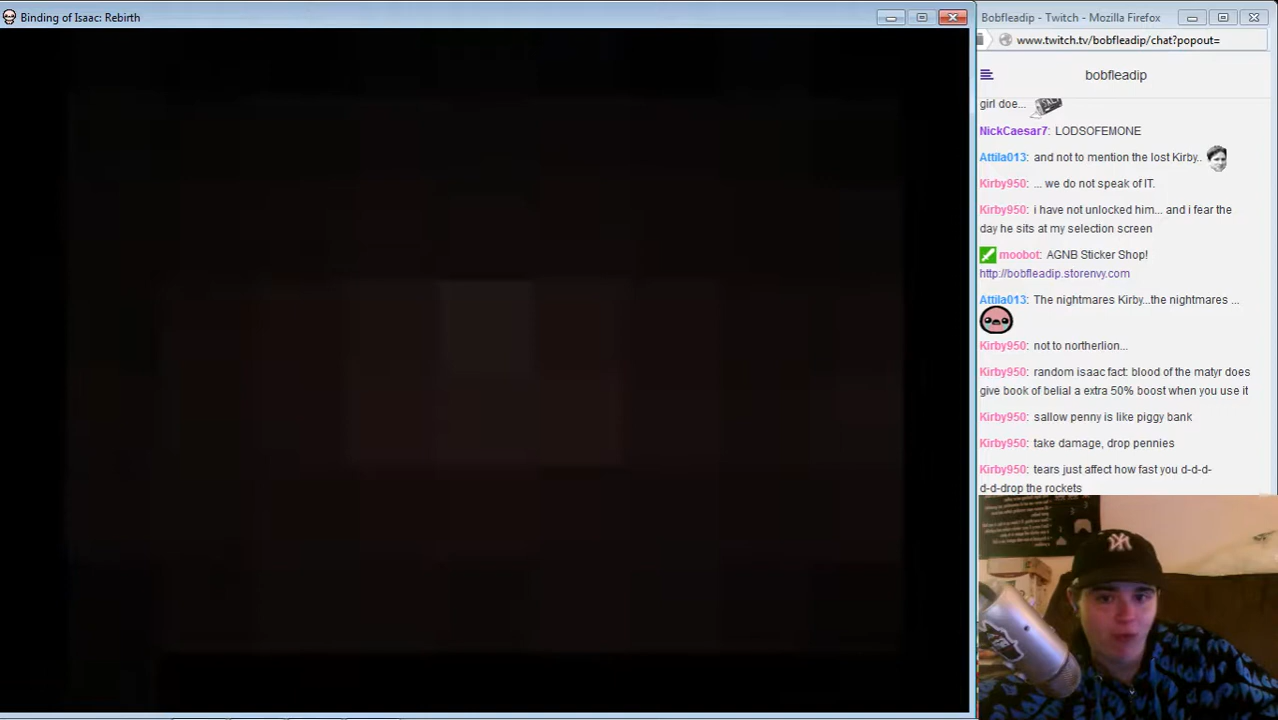 Binding of Isaac: Rebirth
Bobfleadip - Twitch - Mozilla Firefox
www.twitch.tv/bobfleadip/chat?popout=
bobfleadip
girl doe...
NickCaesar7: LODSOFEMONE
Attila013: and not to mention the lost Kirby..
Kirby950: ... we do not speak of IT.
Kirby950: i have not unlocked him... and i fear the
day he sits at my selection screen
moobot: AGNB Sticker Shop!
http://bobfleadip.storenvy.com
Attila013: The nightmares Kirby...the nightmares ...
Kirby950: not to northerlion...
Kirby950: random isaac fact: blood of the matyr does
give book of belial a extra 50% boost when you use it
Kirby950: sallow penny is like piggy bank
Kirby950: take damage, drop pennies
Kirby950: tears just affect how fast you d-d-d-
d-d-drop the rockets